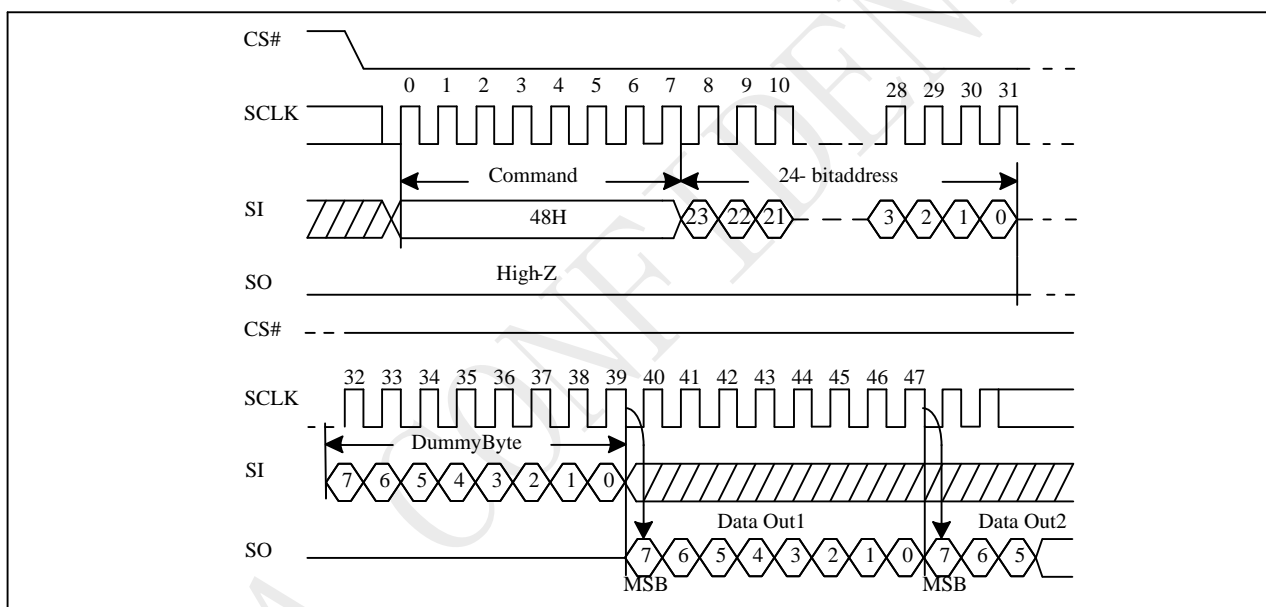 CS#
0 1 2 3 4 5 6 7 8 9 10 28 29 30 31
SCLK
Command 24- bitaddress
SI 48H 23 22 21 3 2 1 0
High-Z
SO
CS#
32 33 34 35 36 37 38 39 40 41 42 43 44 45 46 47
SCLK
DummyByte
SI 7 6 5 4 3 2 1 0
Data Out1 Data Out2
SO 7 6 5 4 3 2 1 0 7 6 5
MSB MSB